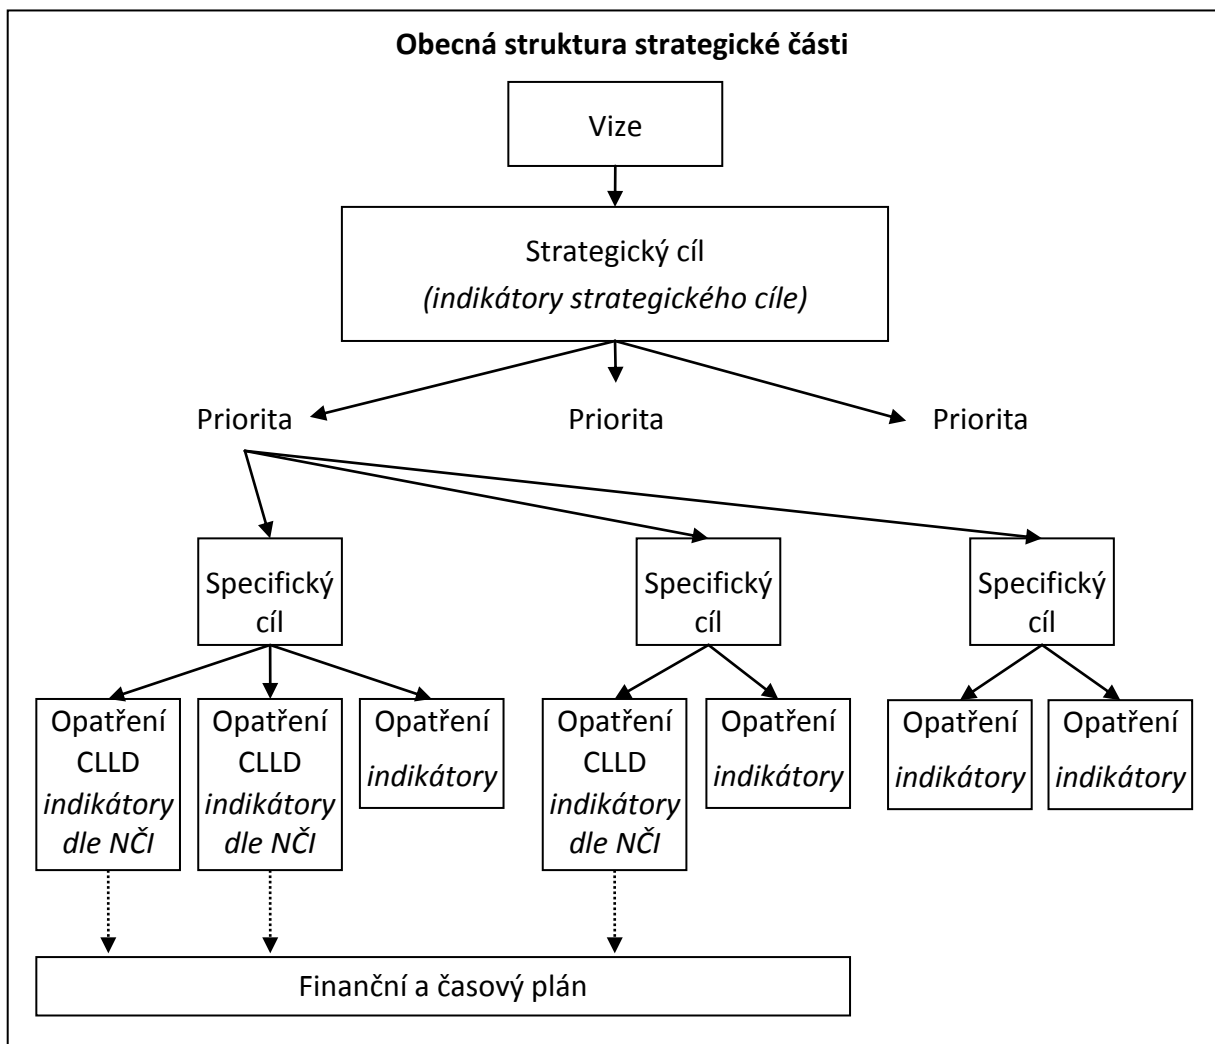 Obecná struktura strategické části
Vize
Strategický cíl
(indikátory strategického cíle)
Priorita
Priorita
Priorita
Specifický
cíl
Specifický
cíl
Specifický
cíl
Opatření
CLLD
indikátory
dle NČI
Opatření
CLLD
indikátory
dle NČI
Opatření
indikátory
Opatření
CLLD
indikátory
dle NČI
Opatření
indikátory
Opatření
indikátory
Opatření
indikátory
Finanční a časový plán